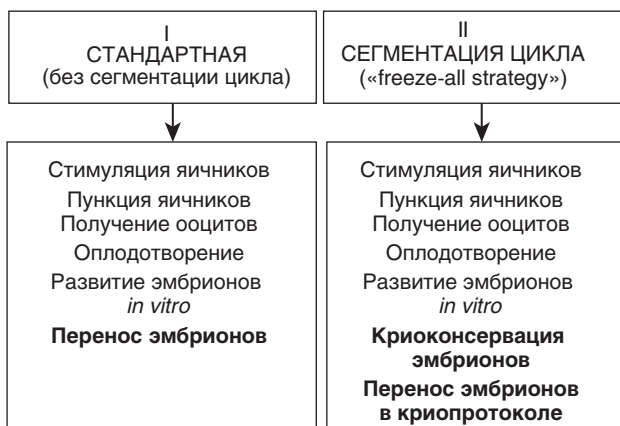 I
СТАНДАРТНАЯ
(без сегментации цикла)
II
СЕГМЕНТАЦИЯ ЦИКЛА
(«freeze-all strategy»)
Стимуляция яичников
Пункция яичников
Получение ооцитов
Оплодотворение
Развитие эмбрионов
in vitro
Перенос эмбрионов
Стимуляция яичников
Пункция яичников
Получение ооцитов
Оплодотворение
Развитие эмбрионов
in vitro
Криоконсервация
эмбрионов
Перенос эмбрионов
в криопротоколе